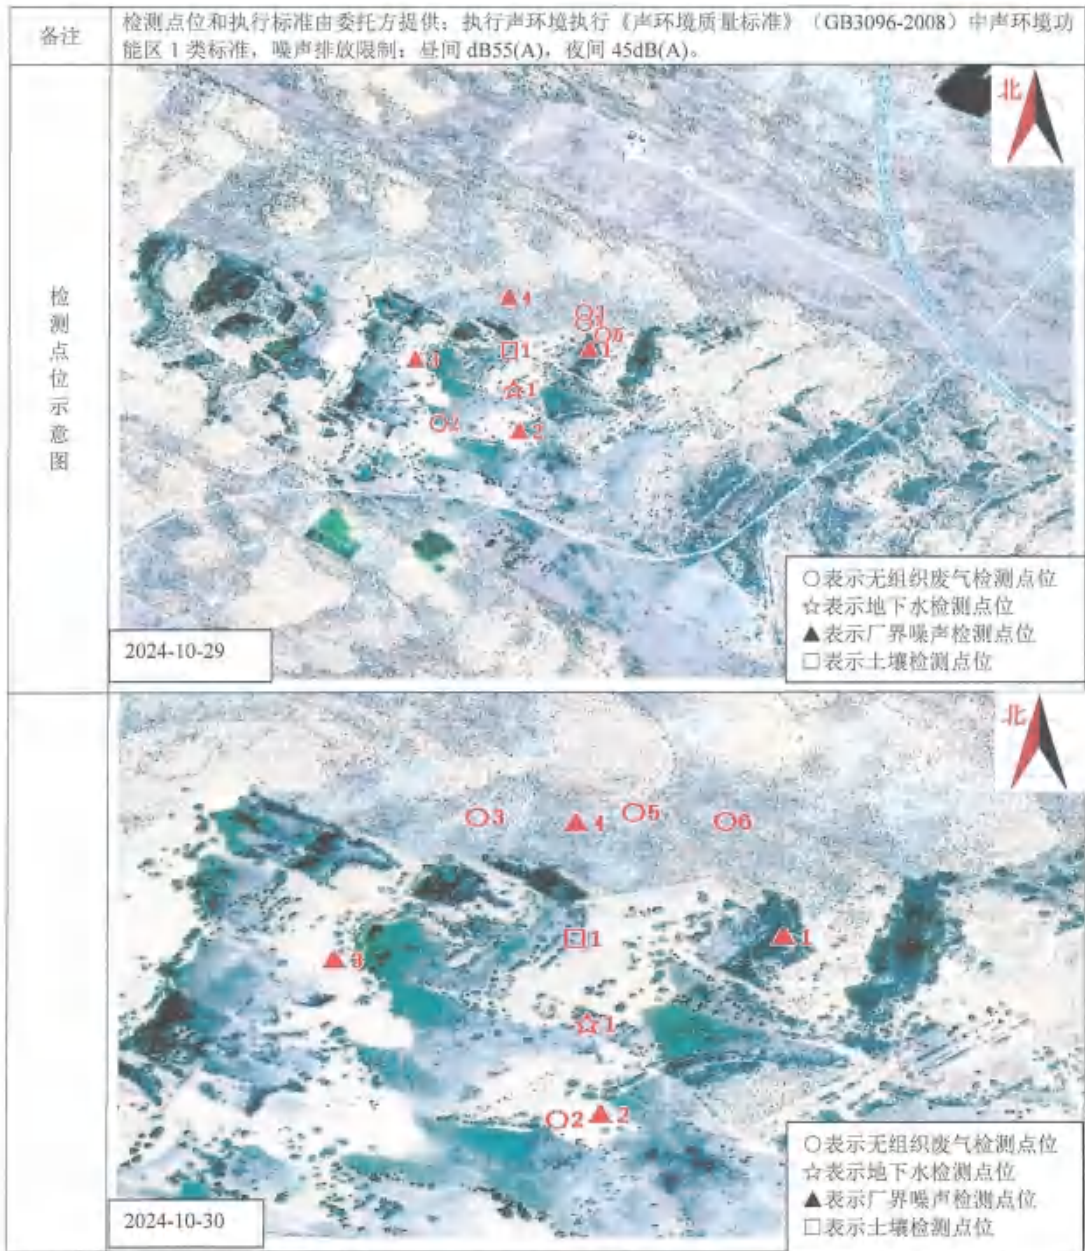 备注
检测点位和执行标准由委托方提供；执行声环境执行《声环境质量标准》（GB3096-2008）中声环境功
能区 1 类标准，噪声排放限制：昼间 dB55(A)，夜间 45dB(A)。
检测点位示意图
北
▲4
○5
▲3
□1
▲1
☆1
○2
▲2
○表示无组织废气检测点位
☆表示地下水检测点位
▲表示厂界噪声检测点位
□表示土壤检测点位
2024-10-29
北
○3
▲4
○5
○6
□1
▲1
▲3
☆1
○2
▲2
○表示无组织废气检测点位
☆表示地下水检测点位
▲表示厂界噪声检测点位
□表示土壤检测点位
2024-10-30